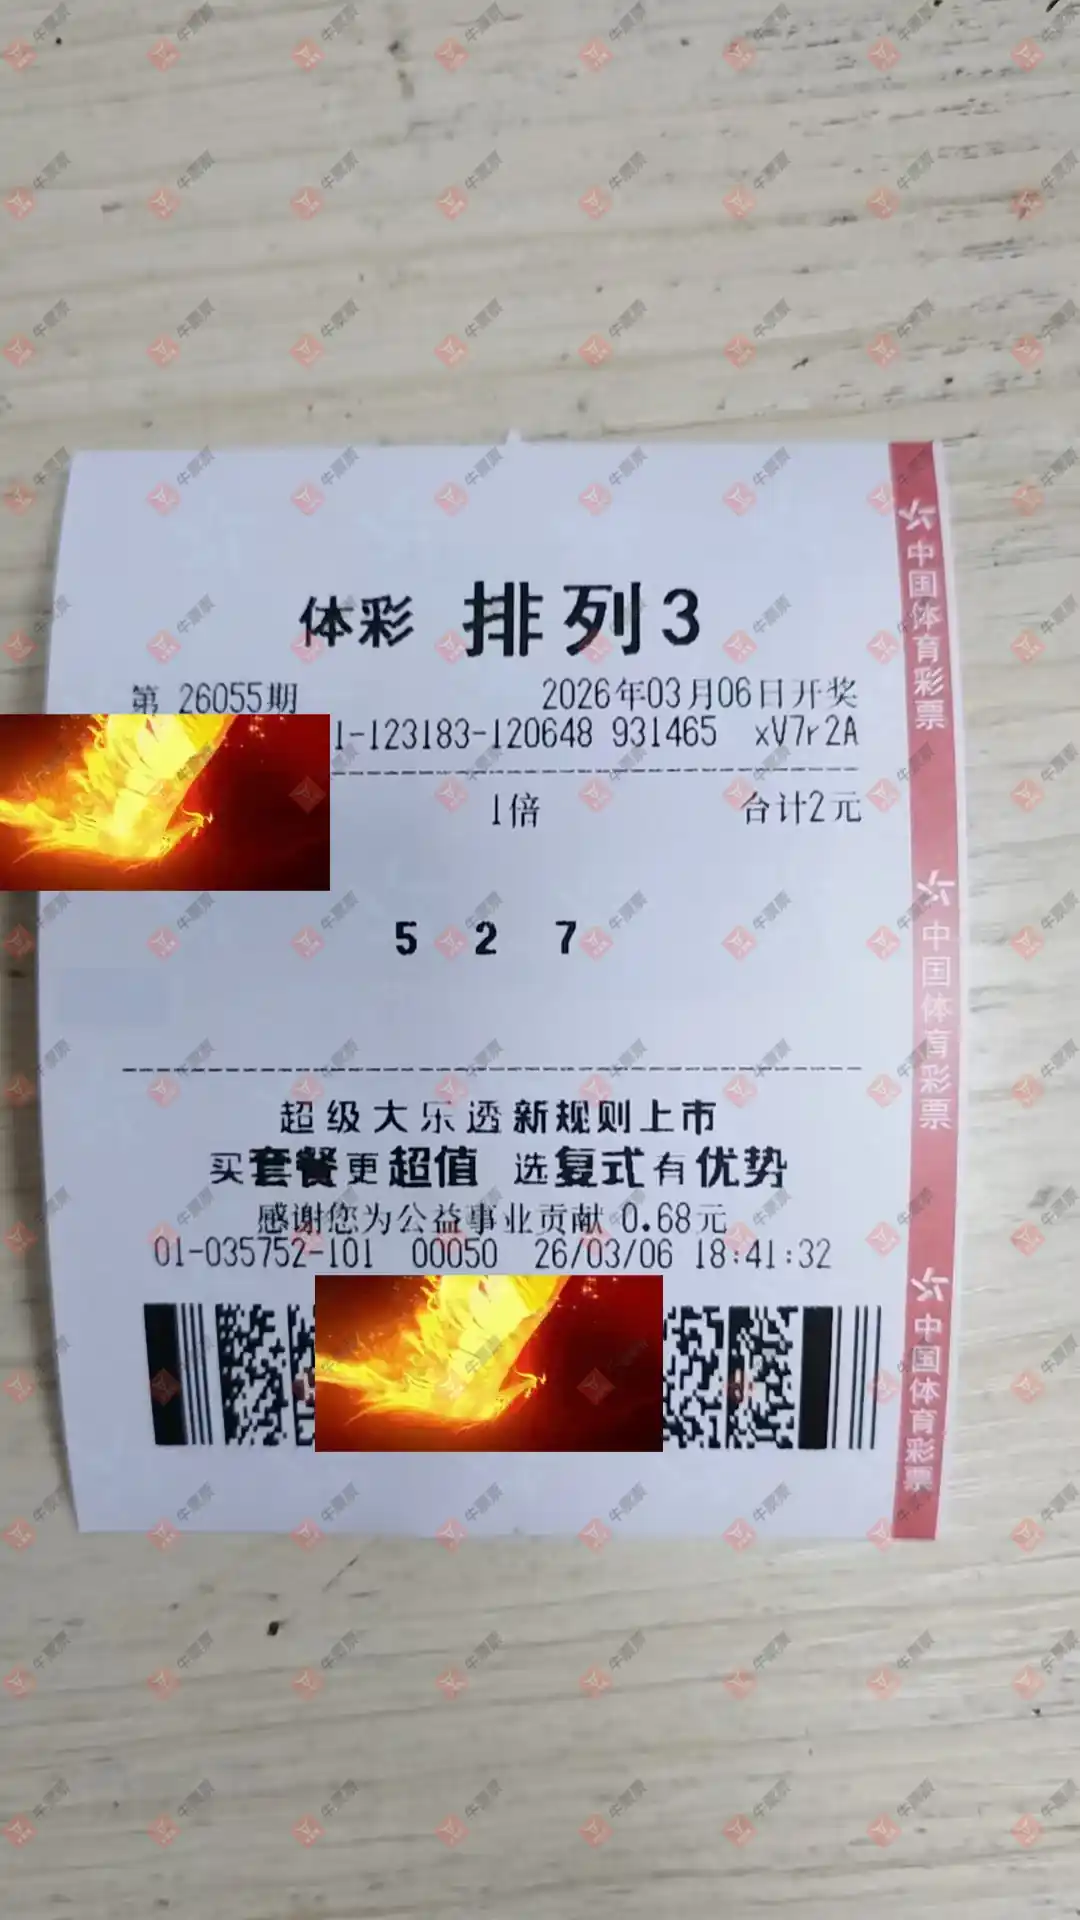 体彩 排列3
第 26055期 2026年03月06日开奖
1-123183-120648 931465 xV7r2A
1倍 合计2元
5 2 7
超级大乐透新规则上市
买套餐更超值 选复式有优势
感谢您为公益事业贡献 0.68元
01-035752-101 00050 26/03/06 18:41:32
中国体育彩票
中国体育彩票
中国体育彩票
牛票票